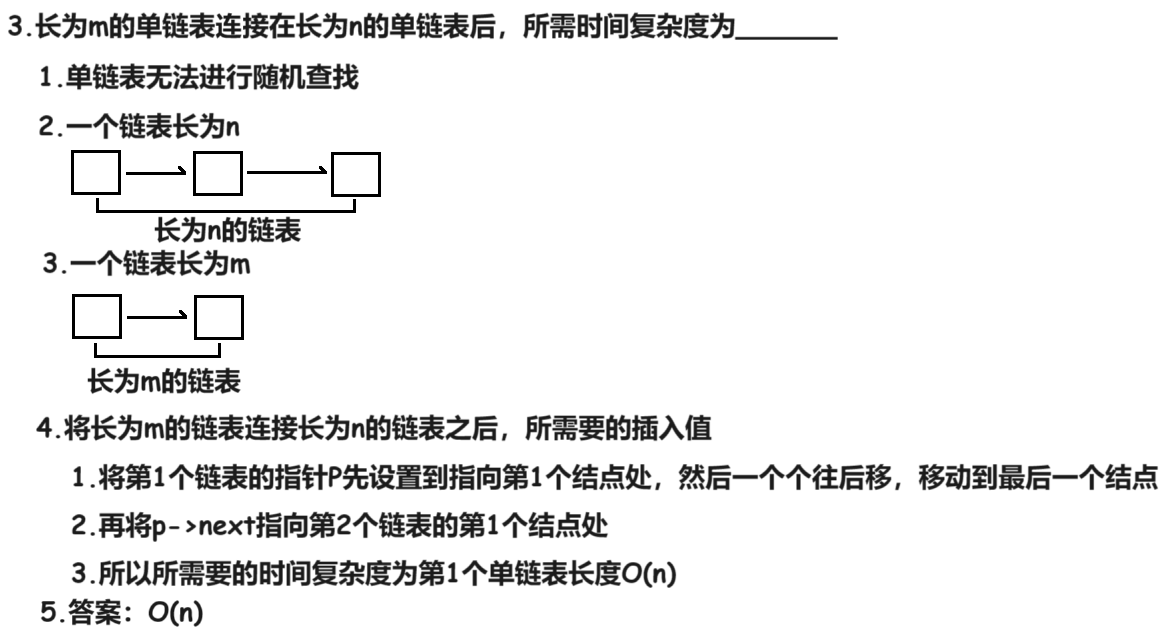 3.长为m的单链表连接在长为n的单链表后，所需时间复杂度为_______
1.单链表无法进行随机查找
2.一个链表长为n
长为n的链表
3.一个链表长为m
长为m的链表
4.将长为m的链表连接长为n的链表之后，所需要的插入值
1.将第1个链表的指针P先设置到指向第1个结点处，然后一个个往后移，移动到最后一个结点
2.再将p->next指向第2个链表的第1个结点处
3.所以所需要的时间复杂度为第1个单链表长度O(n)
5.答案：O(n)